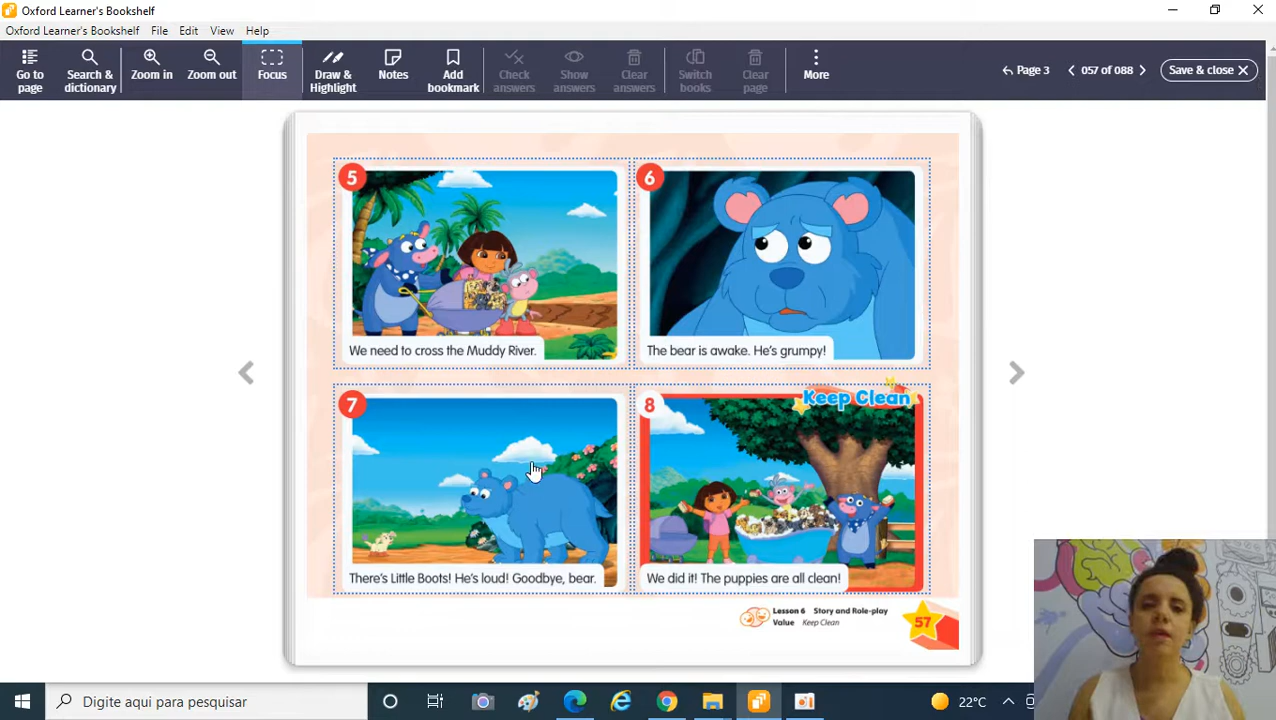 Oxford Learner's Bookshelf
Oxford Learner's Bookshelf File Edit View Help
Go to page
Search & dictionary
Zoom in
Zoom out
Focus
Draw & Highlight
Notes
Add bookmark
Check answers
Show answers
Clear answers
Switch books
Clear page
More
Page 3
057 of 088
Save & close
5
We need to cross the Muddy River.
6
The bear is awake. He's grumpy!
7
There's Little Boots! He's loud! Goodbye, bear.
Keep Clean
8
We did it! The puppies are all clean!
Lesson 6 Story and Role-play
Value Keep Clean
57
Digite aqui para pesquisar
22°C